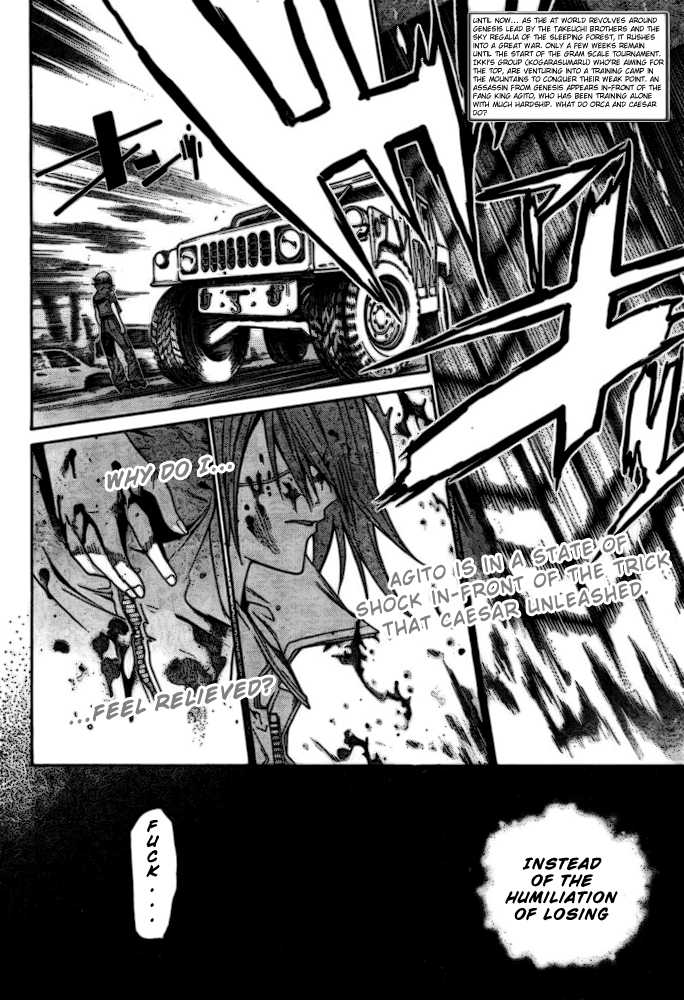 UNTIL NOW... AS THE AT WORLD REVOLVES AROUND
GENESIS LEAD BY THE TAKEUCHI BROTHERS AND THE
SKY REGALIA OF THE SLEEPING FOREST, IT RUSHES
INTO A GREAT WAR. ONLY A FEW WEEKS REMAIN
UNTIL THE START OF THE GRAM SCALE TOURNAMENT.
IKKI'S GROUP (KOGARASUMARU) WHO'RE AIMING FOR
THE TOP, ARE VENTURING INTO A TRAINING CAMP IN
THE MOUNTAINS TO CONQUER THEIR WEAK POINT. AN
ASSASSIN FROM GENESIS APPEARS IN-FRONT OF THE
FANG KING AGITO, WHO HAS BEEN TRAINING ALONE
WITH MUCH HARDSHIP. WHAT DO ORCA AND CAESAR
DO?
WHY DO I...
AGITO IS IN A STATE OF
SHOCK IN-FRONT OF THE TRICK
THAT CAESAR UNLEASHED.
...FEEL RELIEVED?
INSTEAD
OF THE
HUMILIATION
OF LOSING
FUCK....